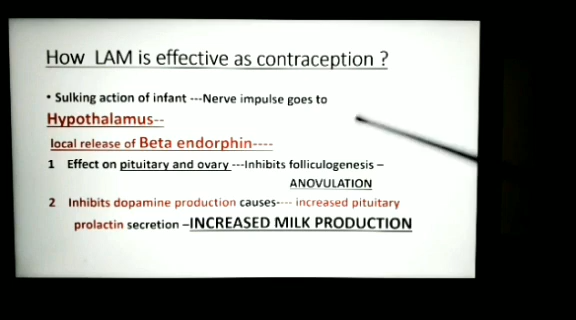 How LAM is effective as contraception ?
• Sulking action of infant ---Nerve impulse goes to
Hypothalamus--
local release of Beta endorphin----
1 Effect on pituitary and ovary ---Inhibits folliculogenesis –
ANOVULATION
2 Inhibits dopamine production causes---- increased pituitary
prolactin secretion –INCREASED MILK PRODUCTION